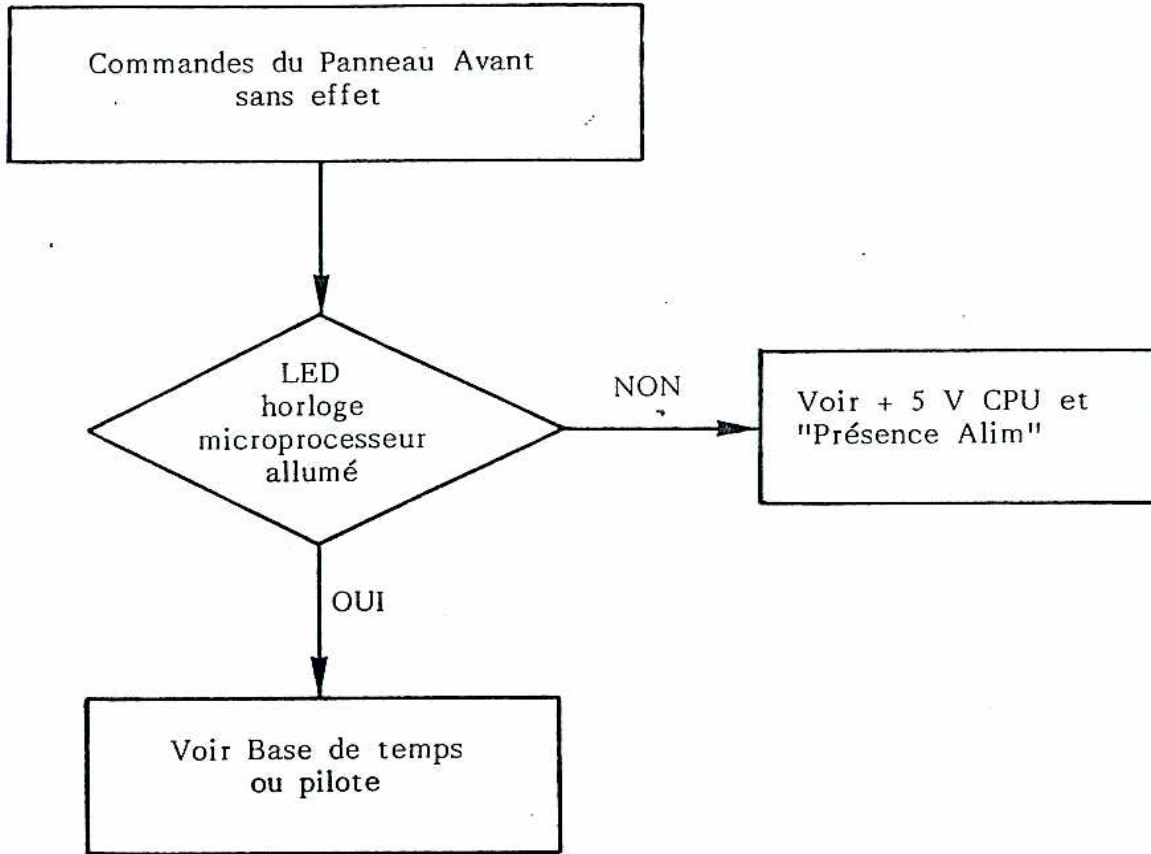 Commandes du Panneau Avant
sans effet
LED
horloge
microprocesseur
allumé
NON
Voir + 5 V CPU et
"Présence Alim"
OUI
Voir Base de temps
ou pilote